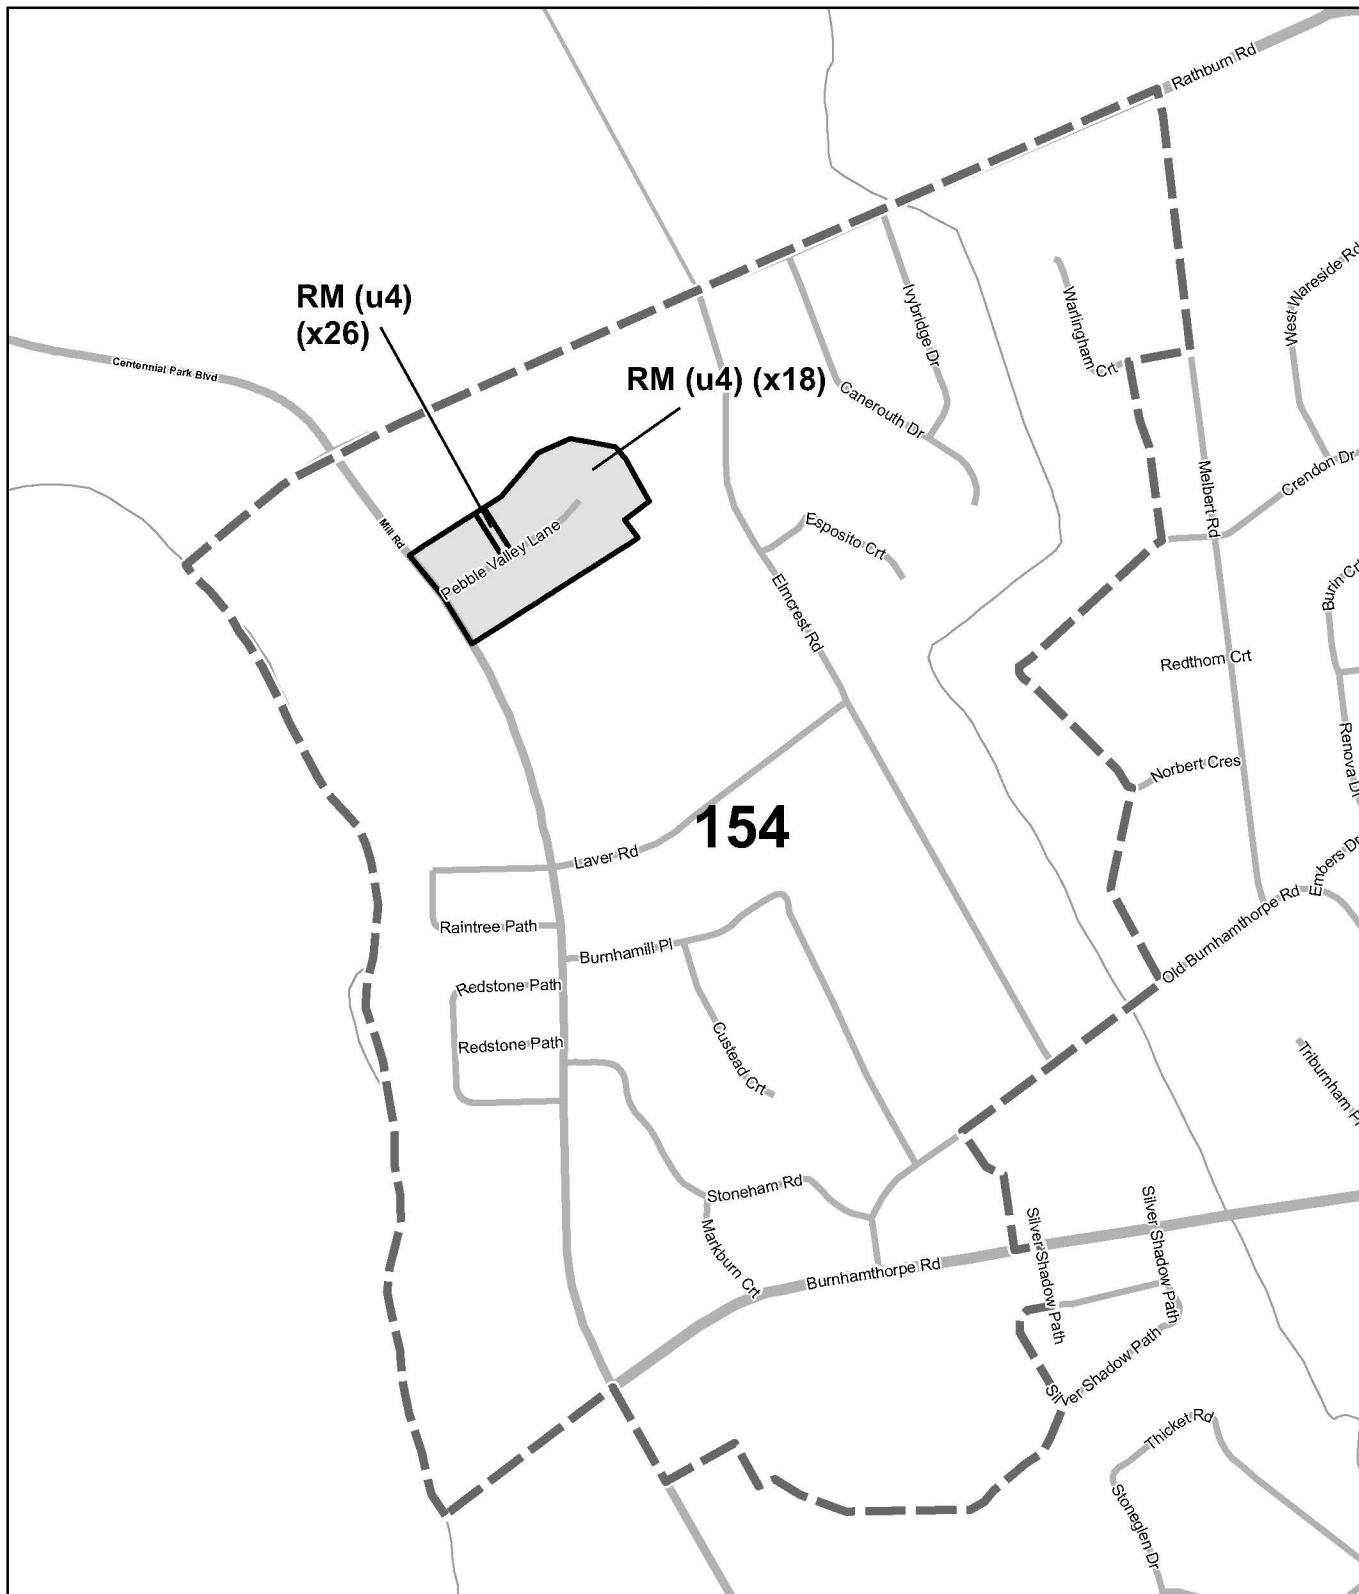 Rathburn Rd
West Wareside Rd
RM (u4)
(x26)
Ivybridge Dr
Warlingham Crt
Centennial Park Blvd
RM (u4) (x18)
Canerouth Dr
Melbert Rd
Crendon Dr
Mill Rd
Esposito Crt
Pebble Valley Lane
Elmcrest Rd
Burin Crt
Redthorn Crt
Renova Dr
Norbert Cres
154
Laver Rd
Embers Dr
Raintree Path
Burnhamill Pl
Old Burnhamthorpe Rd
Redstone Path
Redstone Path
Custead Crt
Triburnham Pl
Stoneham Rd
Silver Shadow Path
Silver Shadow Path
Markburn Crt
Burnhamthorpe Rd
Silver Shadow Path
Thicket Rd
Stoneglen Dr